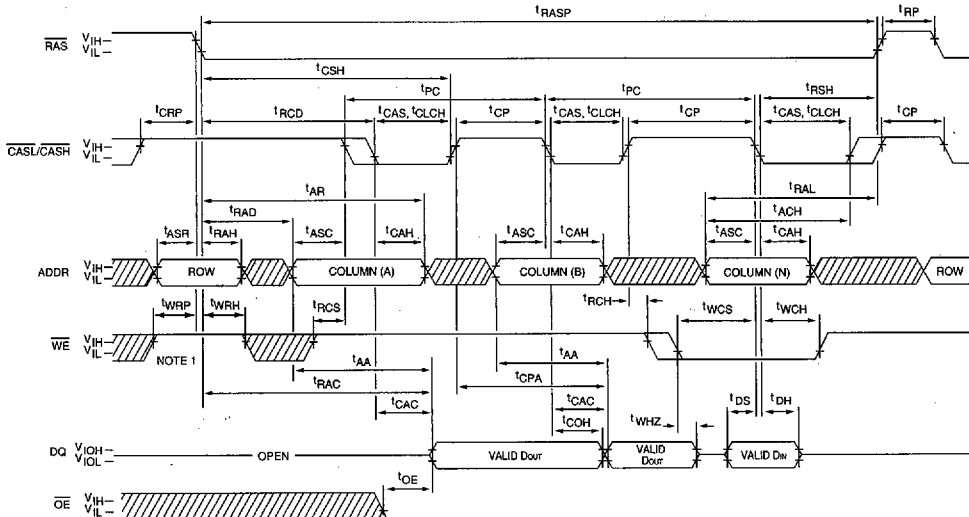 tRASP
tRP
RAS VIH VIL
tCSH
tPC
tPC
tRSH
tCRP
tRCD
tCAS, tCLCH
tCP
tCAS, tCLCH
tCP
tCAS, tCLCH
tCP
CASL/CASH VIH VIL
tAR
tRAL
tRAD
tACH
tASR
tRAH
tASC
tCAH
tASC
tCAH
tASC
tCAH
ADDR VIH VIL
ROW
COLUMN (A)
COLUMN (B)
COLUMN (N)
ROW
tRCS
tRCH
tWRP
tWRH
tWCS
tWCH
WE VIH VIL
NOTE 1
tAA
tAA
tRAC
tCPA
tCAC
tCAC
tCOH
tWHZ
tDS
tDH
DQ VIOH VIOL
OPEN
VALID DOUT
VALID DOUT
VALID DIN
tOE
OE VIH VIL